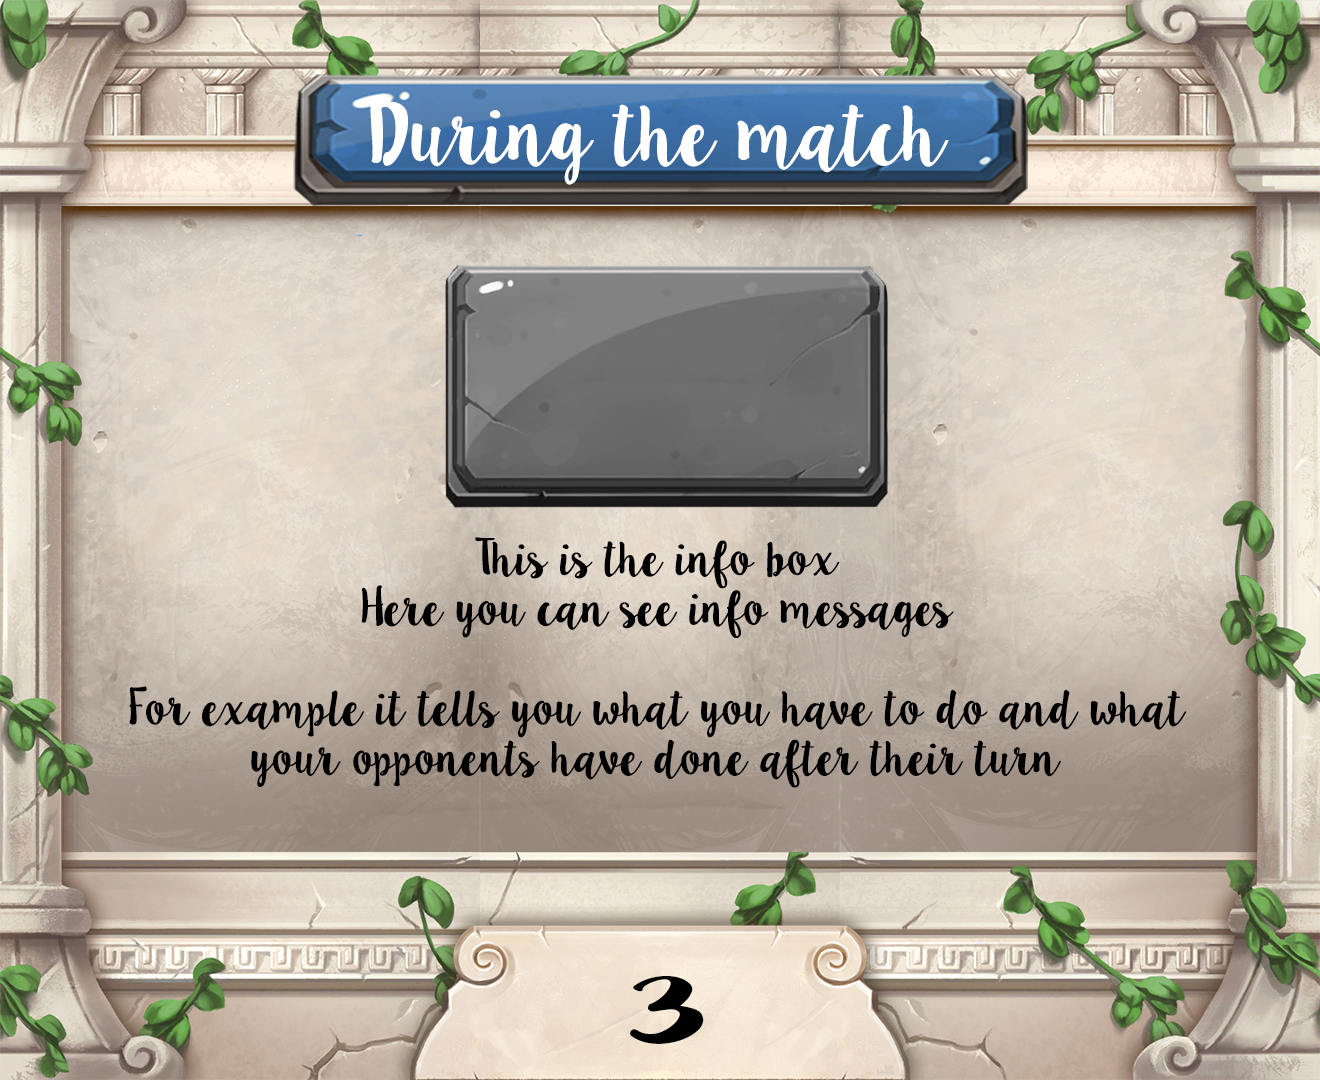 During the match
This is the info box
Here you can see info messages
For example it tells you what you have to do and what
your opponents have done after their turn
3